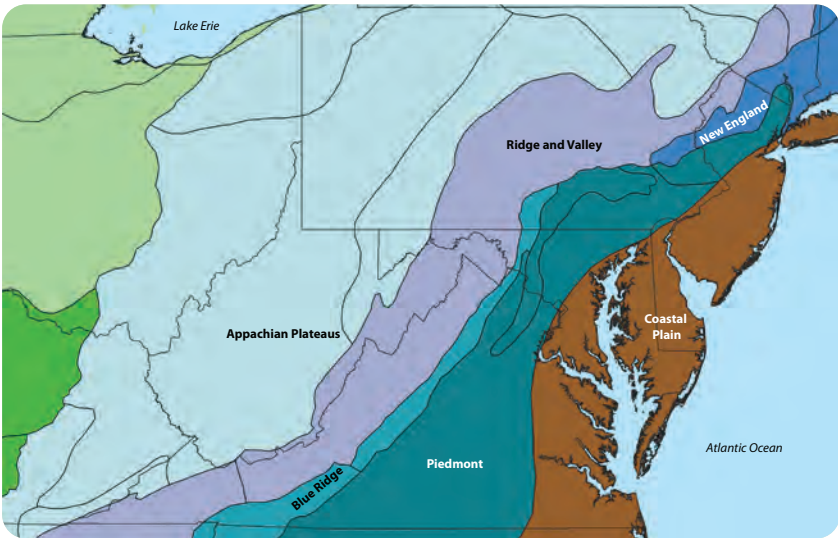 Lake Erie
New England
Ridge and Valley
Coastal
Plain
Appachian Plateaus
Atlantic Ocean
Piedmont
Blue Ridge